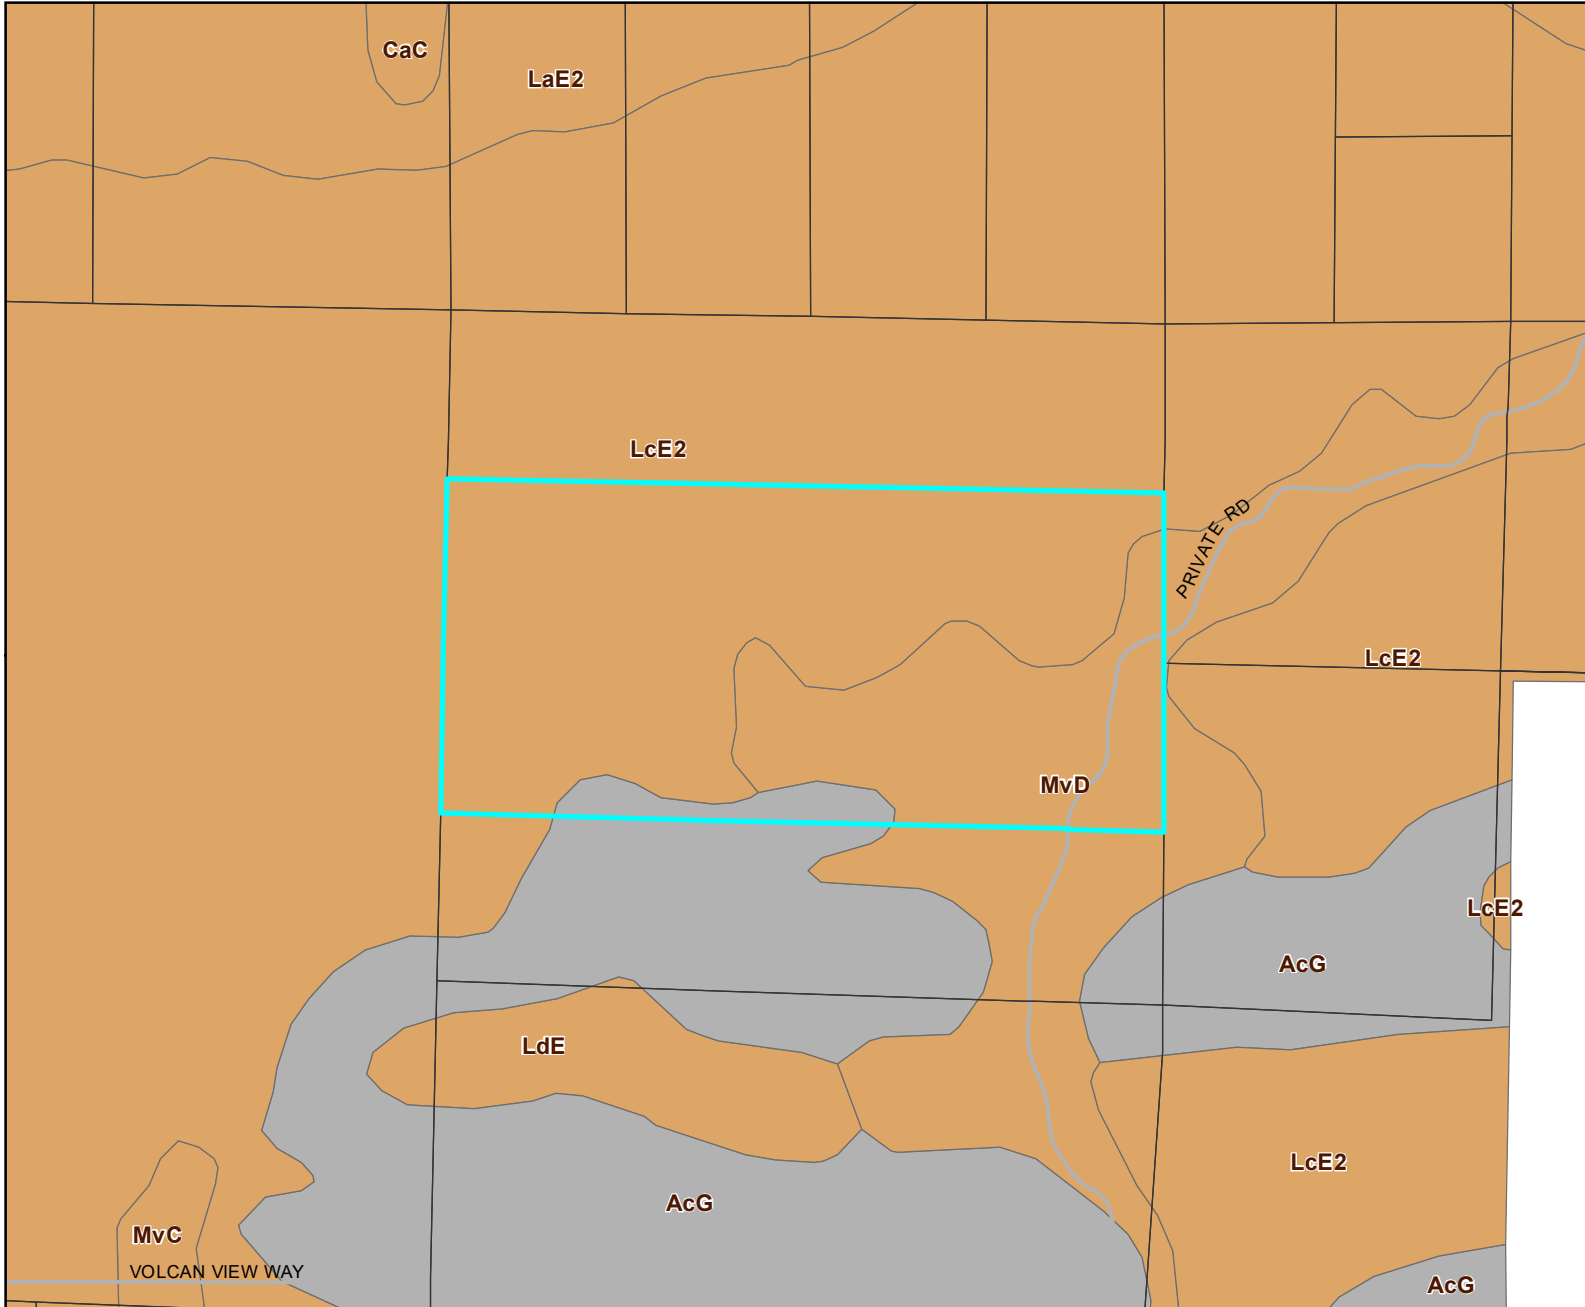 CaC
LaE2
LcE2
PRIVATE RD
LcE2
MvD
LcE2
AcG
LdE
LcE2
AcG
MvC
VOLCAN VIEW WAY
AcG